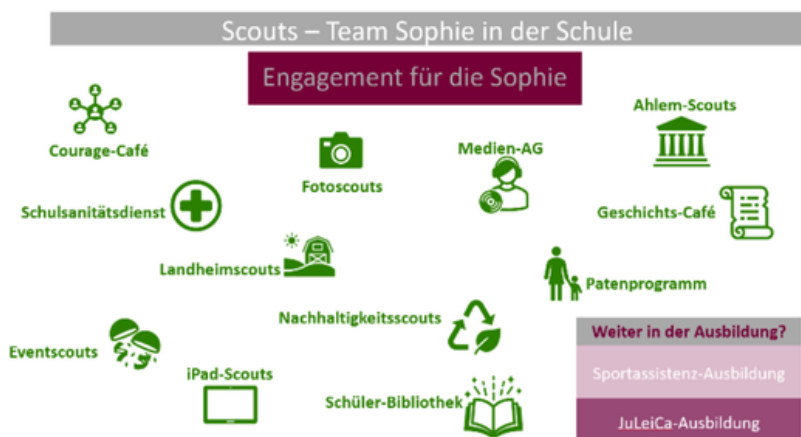 Scouts – Team Sophie in der Schule
Engagement für die Sophie
Courage-Café
Fotoscouts
Medien-AG
Ahlem-Scouts
Schulsanitätsdienst
Geschichts-Café
Landheimscouts
Patenprogramm
Nachhaltigkeitsscouts
Eventscouts
iPad-Scouts
Schüler-Bibliothek
Weiter in der Ausbildung?
Sportassistenz-Ausbildung
JuLeiCa-Ausbildung